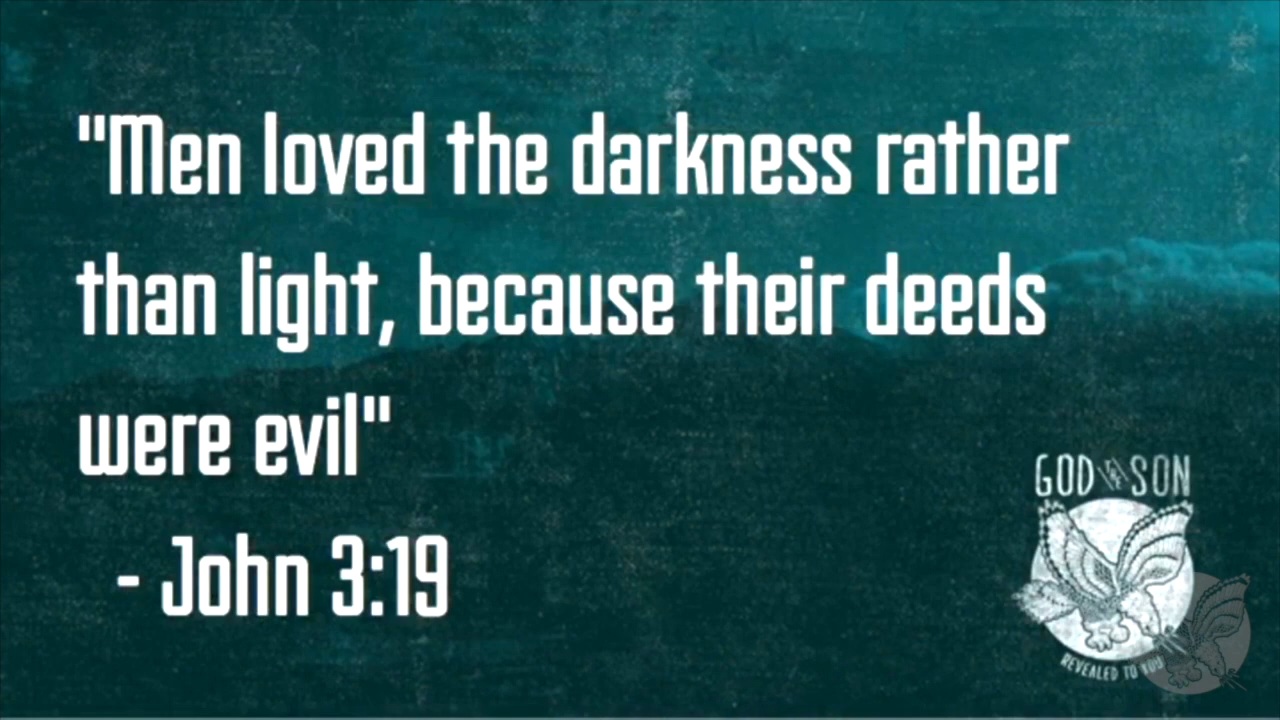 "Men loved the darkness rather
than light, because their deeds
were evil"
- John 3:19
GOD THE SON
REVEALED TO YOU